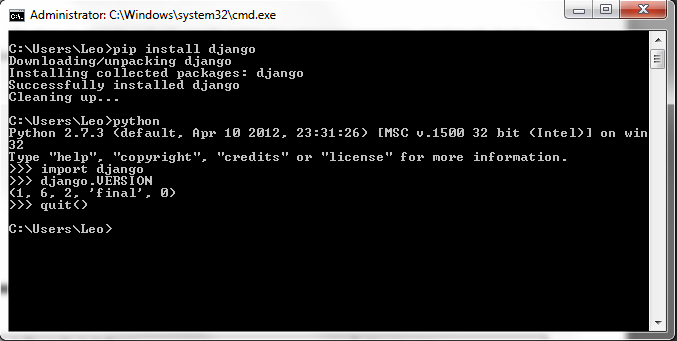 Administrator: C:\Windows\system32\cmd.exe
C:\Users\Leo>pip install django
Downloading/unpacking django
Installing collected packages: django
Successfully installed django
Cleaning up...
C:\Users\Leo>python
Python 2.7.3 (default, Apr 10 2012, 23:31:26) [MSC v.1500 32 bit (Intel)] on win
32
Type "help", "copyright", "credits" or "license" for more information.
>>> import django
>>> django.VERSION
(1, 6, 2, 'final', 0)
>>> quit()
C:\Users\Leo>